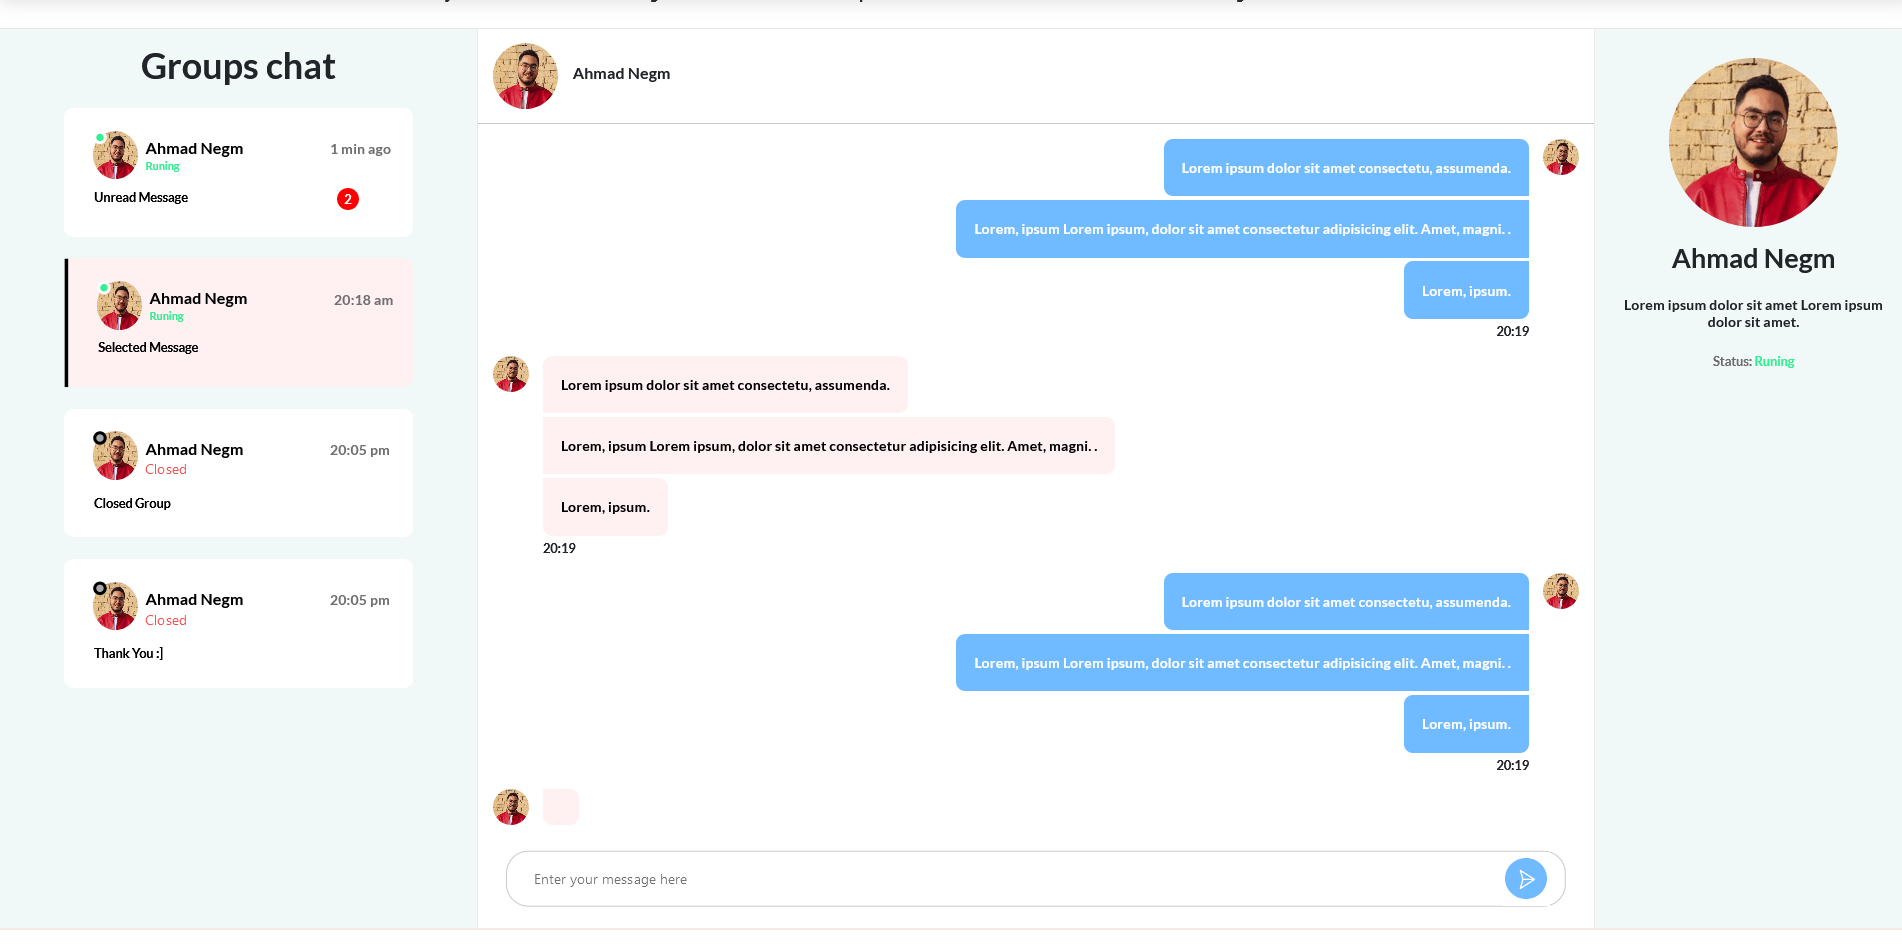 Groups chat
Ahmad Negm
1 min ago
Runing
Unread Message
2
Ahmad Negm
20:18 am
Runing
Selected Message
Ahmad Negm
20:05 pm
Closed
Closed Group
Ahmad Negm
20:05 pm
Closed
Thank You :]
Ahmad Negm
Lorem ipsum dolor sit amet consectetu, assumenda.
Lorem, ipsum Lorem ipsum, dolor sit amet consectetur adipisicing elit. Amet, magni. .
Lorem, ipsum.
20:19
Lorem ipsum dolor sit amet consectetu, assumenda.
Lorem, ipsum Lorem ipsum, dolor sit amet consectetur adipisicing elit. Amet, magni. .
Lorem, ipsum.
20:19
Lorem ipsum dolor sit amet consectetu, assumenda.
Lorem, ipsum Lorem ipsum, dolor sit amet consectetur adipisicing elit. Amet, magni. .
Lorem, ipsum.
20:19
Enter your message here
Ahmad Negm
Lorem ipsum dolor sit amet Lorem ipsum
dolor sit amet.
Status: Runing